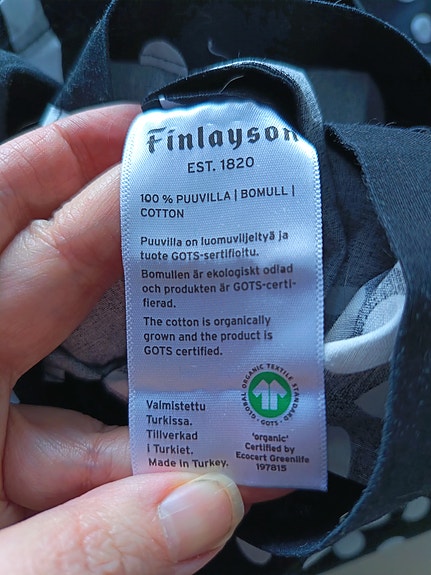 Finlayson
EST. 1820
100 % PUUVILLA | BOMULL |
COTTON
Puuvilla on luomuviljeltyä ja
tuote GOTS-sertifioitu.
Bomullen är ekologiskt odlad
och produkten är GOTS-certi-
fierad.
The cotton is organically
grown and the product is
GOTS certified.
GLOBAL ORGANIC TEXTILE STANDARD
· GOTS ·
Valmistettu
Turkissa.
Tillverkad
i Turkiet.
Made in Turkey.
"organic"
Certified by
Ecocert Greenlife
197815